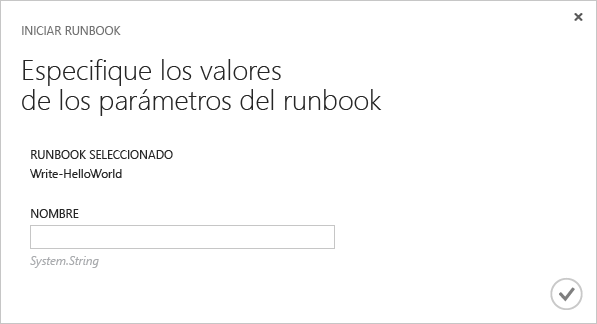 INICIAR RUNBOOK
Especifique los valores
de los parámetros del runbook
RUNBOOK SELECCIONADO
Write-HelloWorld
NOMBRE
System.String